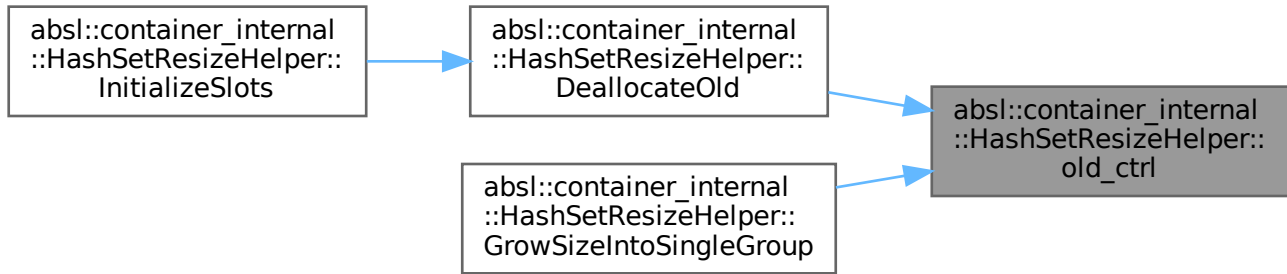 absl::container_internal
::HashSetResizeHelper::
InitializeSlots
absl::container_internal
::HashSetResizeHelper::
DeallocateOld
absl::container_internal
::HashSetResizeHelper::
GrowSizeIntoSingleGroup
absl::container_internal
::HashSetResizeHelper::
old_ctrl